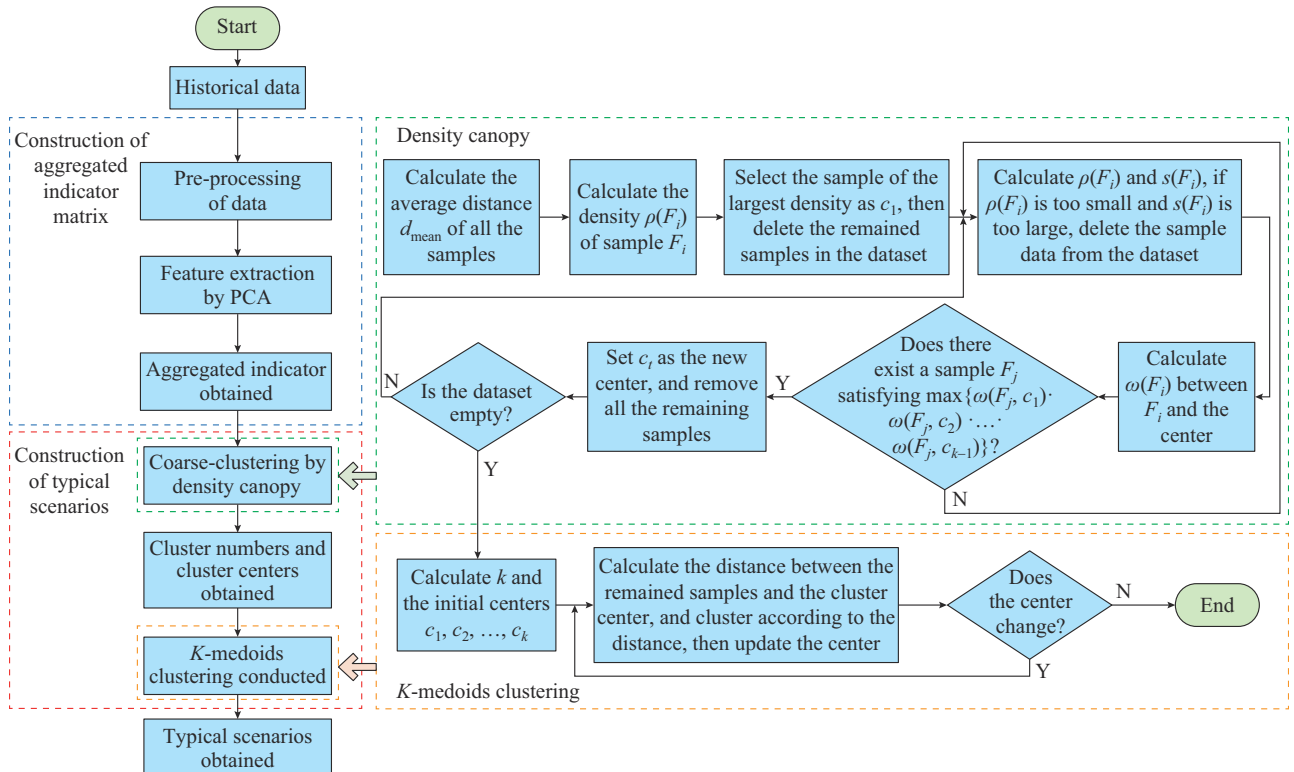 Start
Historical data
Construction of
aggregated
indicator
matrix
Pre-processing
of data
Feature extraction
by PCA
Aggregated indicator
obtained
Construction
of typical
scenarios
Coarse-clustering by
density canopy
Cluster numbers and
cluster centers
obtained
K-medoids
clustering conducted
Typical scenarios
obtained
Density canopy
Calculate the
average distance
d_mean of all the
samples
Calculate the
density ρ(F_i)
of sample F_i
Select the sample of the
largest density as c_1, then
delete the remained
samples in the dataset
Calculate ρ(F_i) and s(F_i), if
ρ(F_i) is too small and s(F_i) is
too large, delete the sample
data from the dataset
Calculate
ω(F_i) between
F_i and the
center
Does there
exist a sample F_j
satisfying max{ω(F_j, c_1)·
ω(F_j, c_2) ·…·
ω(F_j, c_{k−1})}?
N
Y
Set c_t as the new
center, and remove
all the remaining
samples
Is the dataset
empty?
N
Y
Calculate k and
the initial centers
c_1, c_2, …, c_k
Calculate the distance between the
remained samples and the cluster
center, and cluster according to the
distance, then update the center
Does
the center
change?
N
Y
End
K-medoids clustering